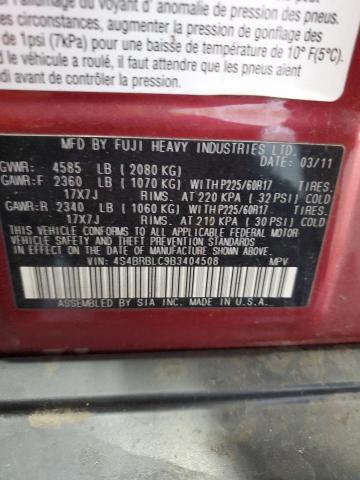 l'allumage du voyant d'anomalie de pression des pneus.
es circonstances, augmenter la pression de gonflage des
de 1psi (7kPa) pour une baisse de température de 10° F(5°C).
le véhicule a roulé, il faut attendre que les pneus aient
di avant de contrôler la pression.
MFD BY FUJI HEAVY INDUSTRIES LTD.
DATE: 03/11
GVWR: 4585 LB ( 2080 KG)
GAWR:F 2360 LB ( 1070 KG) WITH P225/60R17 TIRES.
17X7J RIMS. AT 220 KPA ( 32 PSI) COLD
GAWR:R 2340 LB ( 1060 KG) WITH P225/60R17 TIRES.
17X7J RIMS. AT 210 KPA ( 30 PSI) COLD
THIS VEHICLE CONFORMS TO ALL APPLICABLE FEDERAL MOTOR
VEHICLE SAFETY, BUMPER, AND THEFT PREVENTION STANDARDS
IN EFFECT ON THE DATE OF MANUFACTURE SHOWN ABOVE.
VIN: 4S4BRBLC9B3404508 MPV
ASSEMBLED BY SIA INC. MADE IN U.S.A.